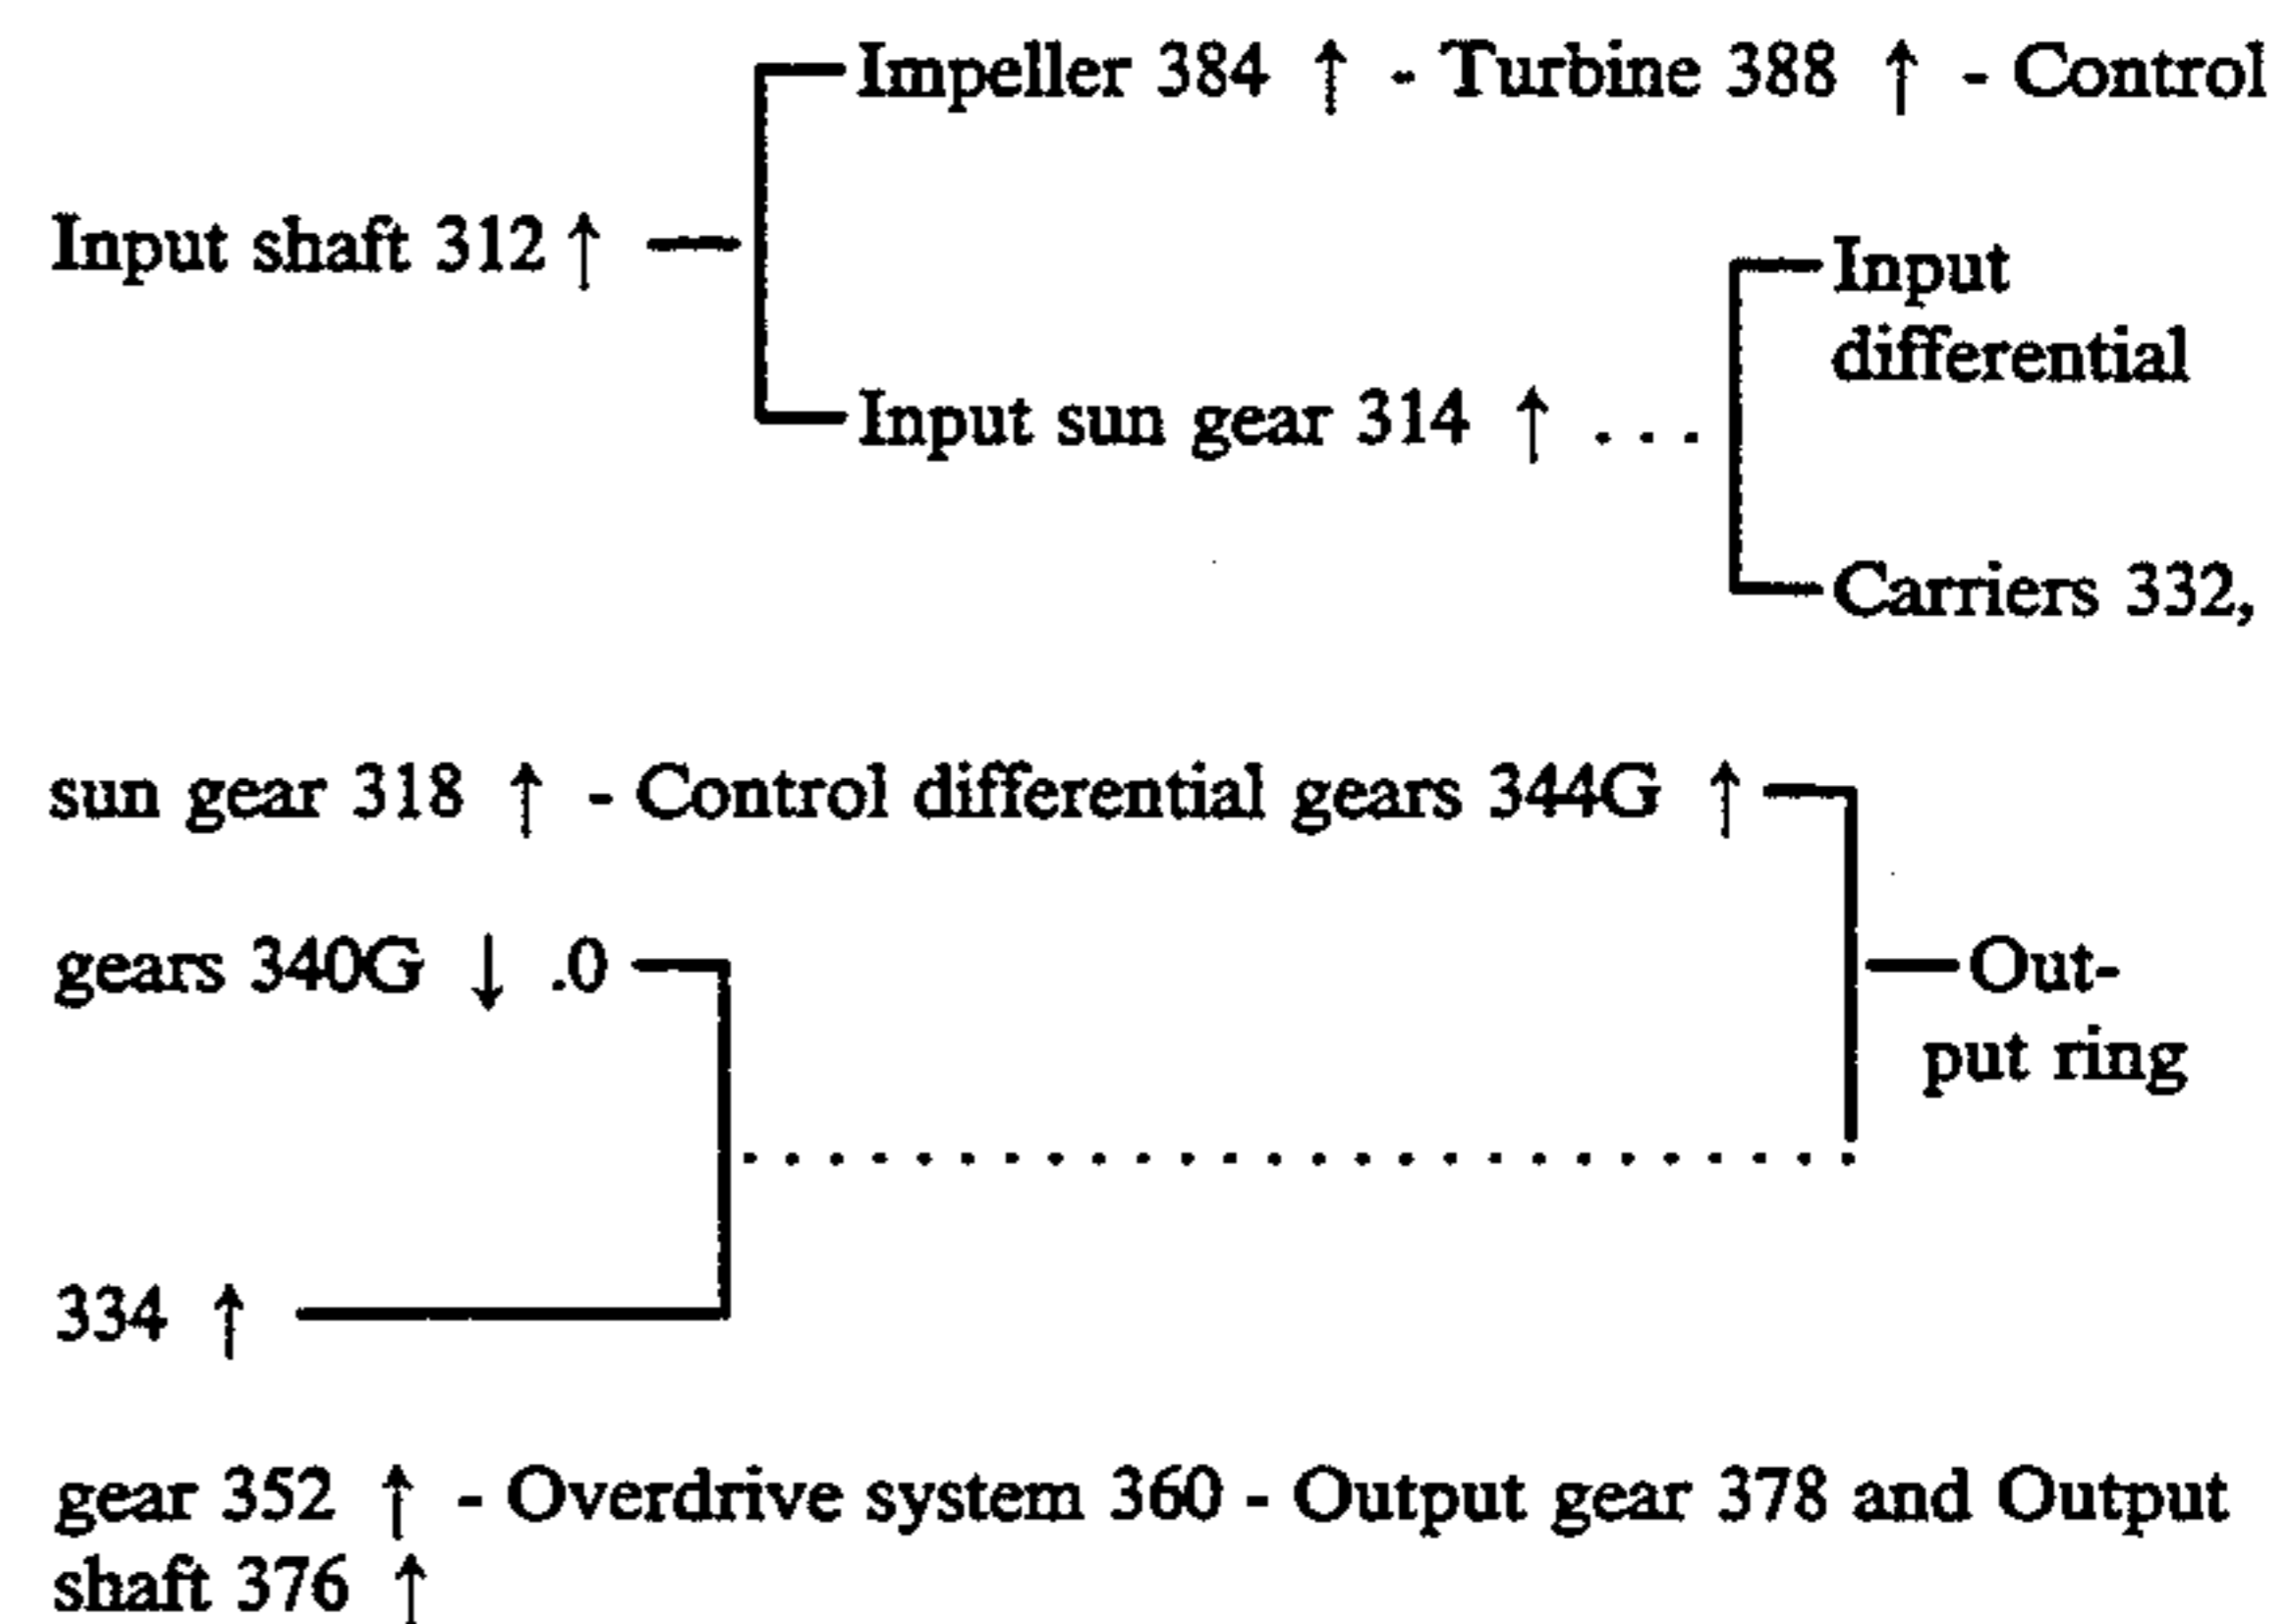 Impeller 384 ↑ - Turbine 388 ↑ - Control
Input shaft 312 ↑
Input
differential
Input sun gear 314 ↑ . . .
Carriers 332,
sun gear 318 ↑ - Control differential gears 344G ↑
gears 340G ↓ .0
Out-
put ring
334 ↑
gear 352 ↑ - Overdrive system 360 - Output gear 378 and Output
shaft 376 ↑